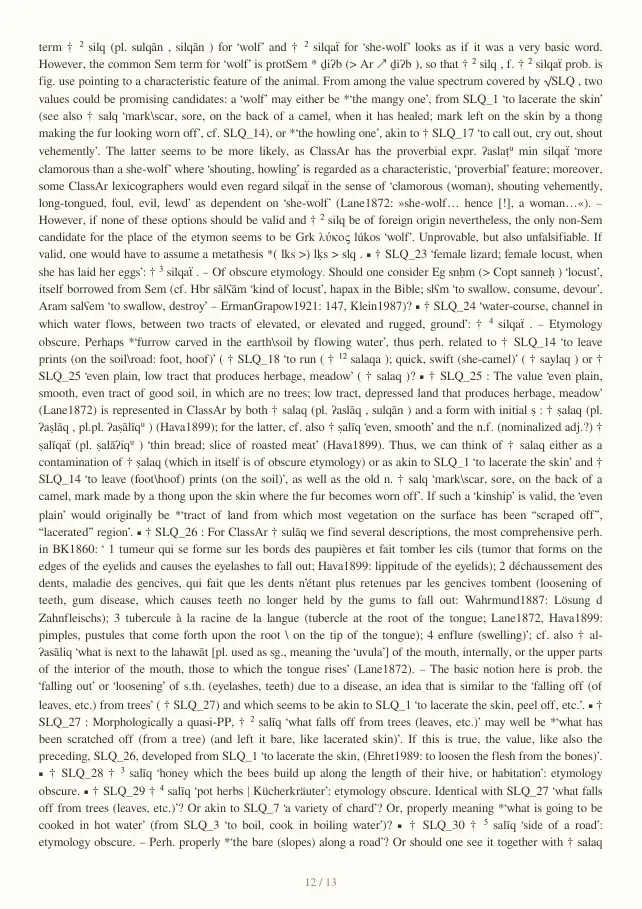 term † ² silq (pl. sulqān , silqān ) for ‘wolf’ and † ² silqaẗ for ‘she-wolf’ looks as if it was a very basic word.
However, the common Sem term for ‘wolf’ is protSem * ḏiʔb (> Ar ↗ ḏiʔb ), so that † ² silq , f. † ² silqaẗ prob. is
fig. use pointing to a characteristic feature of the animal. From among the value spectrum covered by √SLQ , two
values could be promising candidates: a ‘wolf’ may either be *‘the mangy one’, from SLQ_1 ‘to lacerate the skin’
(see also † salq ‘mark\scar, sore, on the back of a camel, when it has healed; mark left on the skin by a thong
making the fur looking worn off’, cf. SLQ_14), or *‘the howling one’, akin to † SLQ_17 ‘to call out, cry out, shout
vehemently’. The latter seems to be more likely, as ClassAr has the proverbial expr. ʔaslaṭᵘ min silqaẗ ‘more
clamorous than a she-wolf’ where ‘shouting, howling’ is regarded as a characteristic, ‘proverbial’ feature; moreover,
some ClassAr lexicographers would even regard silqaẗ in the sense of ‘clamorous (woman), shouting vehemently,
long-tongued, foul, evil, lewd’ as dependent on ‘she-wolf’ (Lane1872: »she-wolf… hence [!], a woman…«). –
However, if none of these options should be valid and † ² silq be of foreign origin nevertheless, the only non-Sem
candidate for the place of the etymon seems to be Grk λύκος lúkos ‘wolf’. Unprovable, but also unfalsifiable. If
valid, one would have to assume a metathesis *( lks >) lḳs > slq . ▪ † SLQ_23 ‘female lizard; female locust, when
she has laid her eggs’: † ³ silqaẗ . – Of obscure etymology. Should one consider Eg snḥm (> Copt sanneḥ ) ‘locust’,
itself borrowed from Sem (cf. Hbr sālʕām ‘kind of locust’, hapax in the Bible; slʕm ‘to swallow, consume, devour’,
Aram salʕem ‘to swallow, destroy’ – ErmanGrapow1921: 147, Klein1987)? ▪ † SLQ_24 ‘water-course, channel in
which water flows, between two tracts of elevated, or elevated and rugged, ground’: † ⁴ silqaẗ . – Etymology
obscure. Perhaps *‘furrow carved in the earth\soil by flowing water’, thus perh. related to † SLQ_14 ‘to leave
prints (on the soil\road: foot, hoof)’ ( † SLQ_18 ‘to run ( † ¹² salaqa ); quick, swift (she-camel)’ ( † saylaq ) or †
SLQ_25 ‘even plain, low tract that produces herbage, meadow’ ( † salaq )? ▪ † SLQ_25 : The value ‘even plain,
smooth, even tract of good soil, in which are no trees; low tract, depressed land that produces herbage, meadow’
(Lane1872) is represented in ClassAr by both † salaq (pl. ʔaslāq , sulqān ) and a form with initial ṣ : † ṣalaq (pl.
ʔaṣlāq , pl.pl. ʔaṣālīqᵘ ) (Hava1899); for the latter, cf. also † ṣalīq ‘even, smooth’ and the n.f. (nominalized adj.?) †
ṣalīqaẗ (pl. ṣalāʔiqᵘ ) ‘thin bread; slice of roasted meat’ (Hava1899). Thus, we can think of † salaq either as a
contamination of † ṣalaq (which in itself is of obscure etymology) or as akin to SLQ_1 ‘to lacerate the skin’ and †
SLQ_14 ‘to leave (foot\hoof) prints (on the soil)’, as well as the old n. † salq ‘mark\scar, sore, on the back of a
camel, mark made by a thong upon the skin where the fur becomes worn off’. If such a ‘kinship’ is valid, the ‘even
plain’ would originally be *‘tract of land from which most vegetation on the surface has been “scraped off”,
“lacerated” region’. ▪ † SLQ_26 : For ClassAr † sulāq we find several descriptions, the most comprehensive perh.
in BK1860: ‘ 1 tumeur qui se forme sur les bords des paupières et fait tomber les cils (tumor that forms on the
edges of the eyelids and causes the eyelashes to fall out; Hava1899: lippitude of the eyelids); 2 déchaussement des
dents, maladie des gencives, qui fait que les dents n’étant plus retenues par les gencives tombent (loosening of
teeth, gum disease, which causes teeth no longer held by the gums to fall out: Wahrmund1887: Lösung d
Zahnfleischs); 3 tubercule à la racine de la langue (tubercle at the root of the tongue; Lane1872, Hava1899:
pimples, pustules that come forth upon the root \ on the tip of the tongue); 4 enflure (swelling)’; cf. also † al-
ʔasāliq ‘what is next to the lahawāt [pl. used as sg., meaning the ‘uvula’] of the mouth, internally, or the upper parts
of the interior of the mouth, those to which the tongue rises’ (Lane1872). – The basic notion here is prob. the
‘falling out’ or ‘loosening’ of s.th. (eyelashes, teeth) due to a disease, an idea that is similar to the ‘falling off (of
leaves, etc.) from trees’ ( † SLQ_27) and which seems to be akin to SLQ_1 ‘to lacerate the skin, peel off, etc.’. ▪ †
SLQ_27 : Morphologically a quasi-PP, † ² salīq ‘what falls off from trees (leaves, etc.)’ may well be *‘what has
been scratched off (from a tree) (and left it bare, like lacerated skin)’. If this is true, the value, like also the
preceding, SLQ_26, developed from SLQ_1 ‘to lacerate the skin, (Ehret1989: to loosen the flesh from the bones)’.
▪ † SLQ_28 † ³ salīq ‘honey which the bees build up along the length of their hive, or habitation’: etymology
obscure. ▪ † SLQ_29 † ⁴ salīq ‘pot herbs | Kücherkräuter’: etymology obscure. Identical with SLQ_27 ‘what falls
off from trees (leaves, etc.)’? Or akin to SLQ_7 ‘a variety of chard’? Or, properly meaning *‘what is going to be
cooked in hot water’ (from SLQ_3 ‘to boil, cook in boiling water’)? ▪ † SLQ_30 † ⁵ salīq ‘side of a road’:
etymology obscure. – Perh. properly *‘the bare (slopes) along a road’? Or should one see it together with † salaq
12 / 13